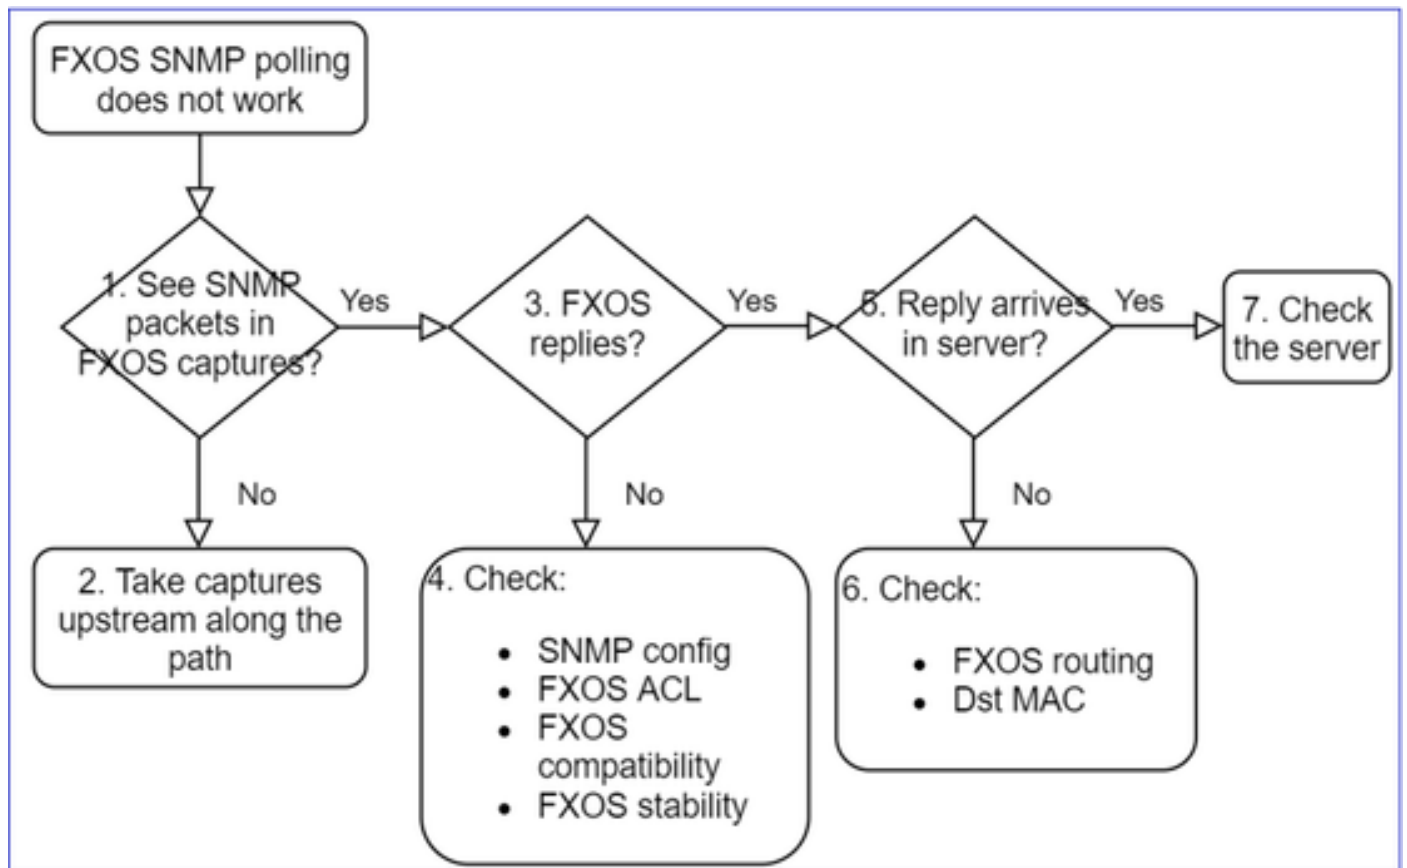 FXOS SNMP polling
does not work
1. See SNMP
packets in
FXOS captures?
Yes
3. FXOS
replies?
Yes
5. Reply arrives
in server?
Yes
7. Check
the server
No
No
No
2. Take captures
upstream along the
path
4. Check:
• SNMP config
• FXOS ACL
• FXOS
compatibility
• FXOS stability
6. Check:
• FXOS routing
• Dst MAC